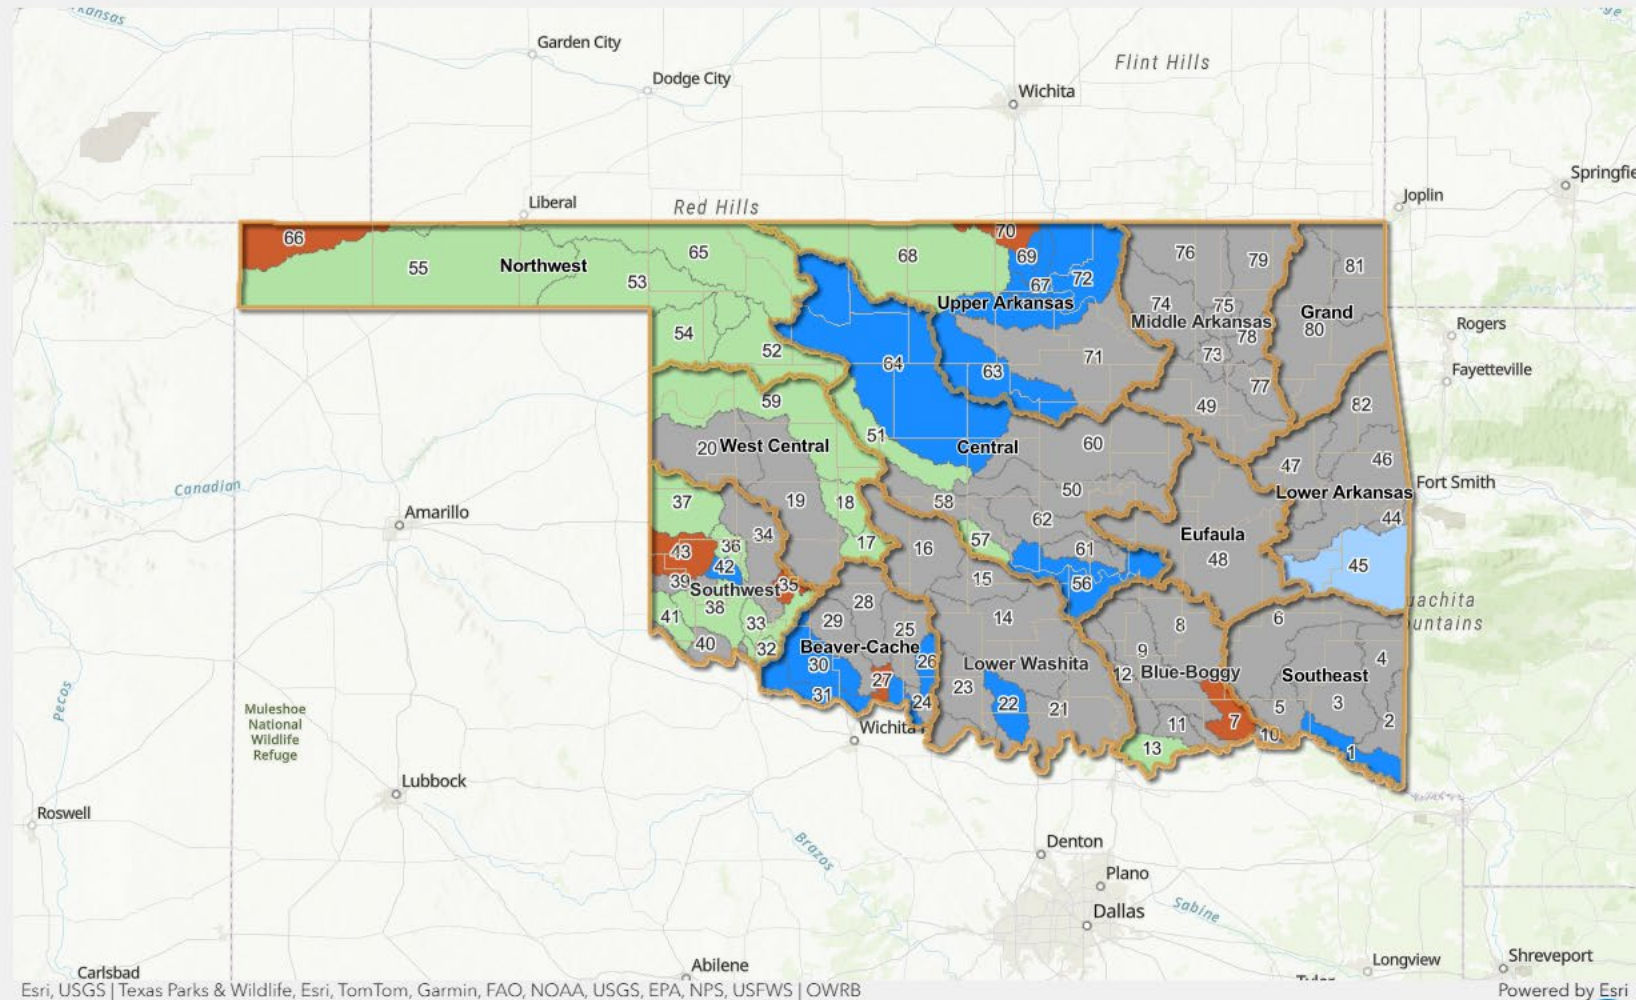 Garden City
Flint Hills
Dodge City
Wichita
Springfie
Joplin
Liberal
Red Hills
66
70
65
68
69
76
79
81
55
Northwest
53
67
72
Upper Arkansas
74
75
Grand
Middle Arkansas
78
80
Rogers
54
52
71
73
64
63
77
Fayetteville
59
49
82
51
20
West Central
Central
60
47
46
Canadian
50
Lower Arkansas
Fort Smith
37
19
18
58
62
44
Amarillo
34
57
Eufaula
43
36
17
16
61
48
42
45
39
Southwest
35
15
56
38
28
uachita
untains
41
33
29
25
14
6
8
40
32
Beaver-Cache
9
30
26
Lower Washita
12
Blue-Boggy
Southeast
4
27
31
24
23
22
21
5
3
2
11
7
10
1
13
Muleshoe
National
Wildlife
Refuge
Pecos
Wichita
Lubbock
Roswell
Brazos
Denton
Plano
Dallas
Sabine
Longview
Shreveport
Abilene
Carlsbad
Esri, USGS | Texas Parks & Wildlife, Esri, TomTom, Garmin, FAO, NOAA, USGS, EPA, NPS, USFWS | OWRB
Powered by Esri